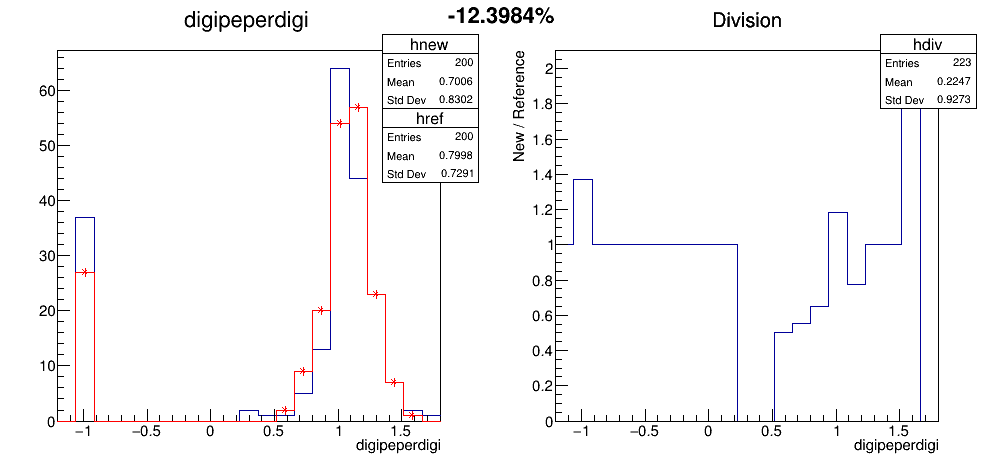 -12.3984%
digipeperdigi
hnew
Entries 200
Mean 0.7006
Std Dev 0.8302
href
Entries 200
Mean 0.7998
Std Dev 0.7291
60
50
40
30
20
10
0
−1 −0.5 0 0.5 1 1.5
digipeperdigi
Division
hdiv
Entries 223
Mean 0.2247
Std Dev 0.9273
New / Reference
2
1.8
1.6
1.4
1.2
1
0.8
0.6
0.4
0.2
0
−1 −0.5 0 0.5 1 1.5
digipeperdigi